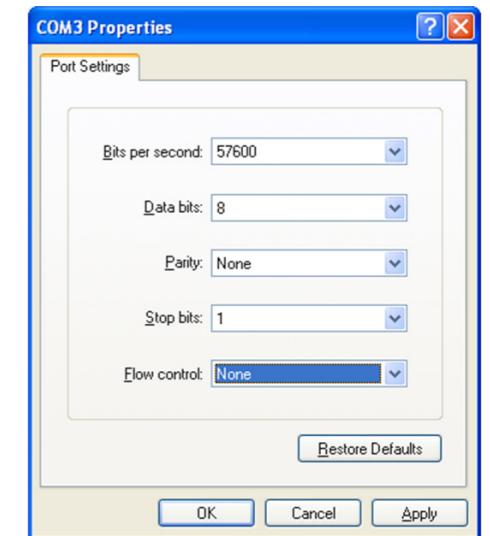 COM3 Properties
Port Settings
Bits per second: 57600
Data bits: 8
Parity: None
Stop bits: 1
Flow control: None
Restore Defaults
OK Cancel Apply